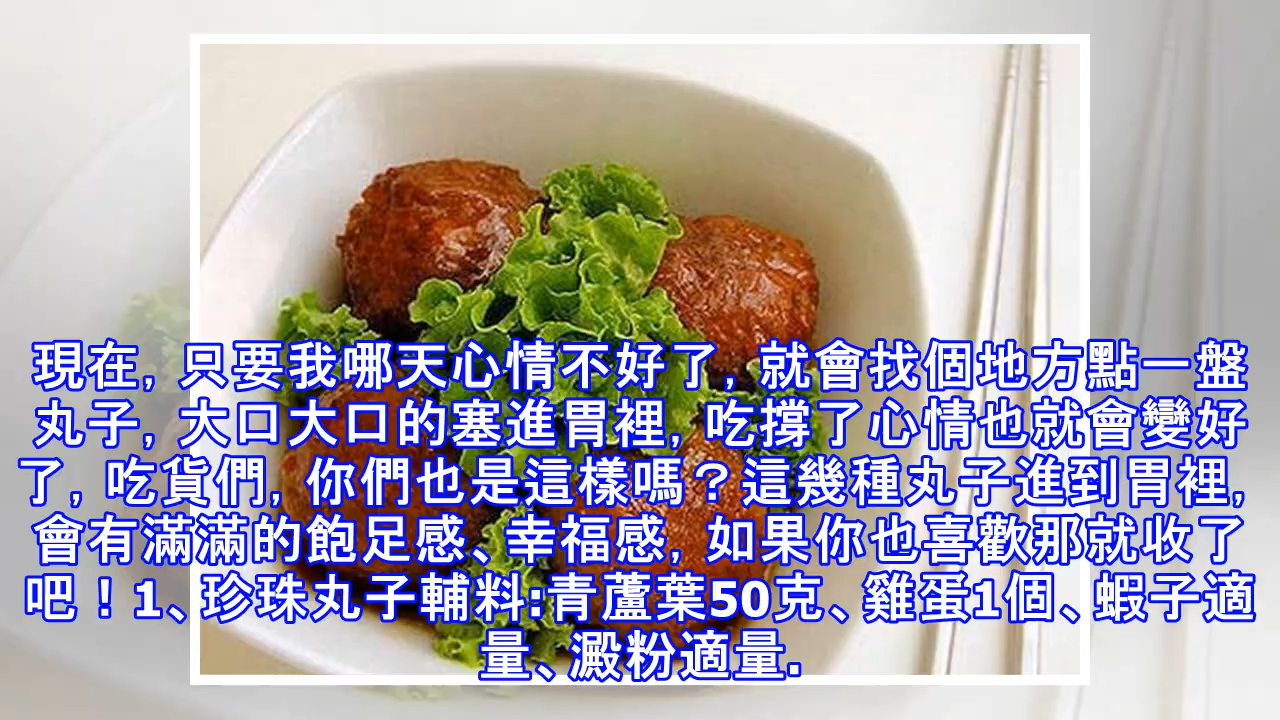 現在, 只要我哪天心情不好了, 就會找個地方點一盤
丸子, 大口大口的塞進胃裡, 吃撐了心情也就會變好
了, 吃貨們, 你們也是這樣嗎？這幾種丸子進到胃裡,
會有滿滿的飽足感、幸福感, 如果你也喜歡那就收了
吧！1、珍珠丸子輔料:青蘆葉50克、雞蛋1個、蝦子適
量、澱粉適量.